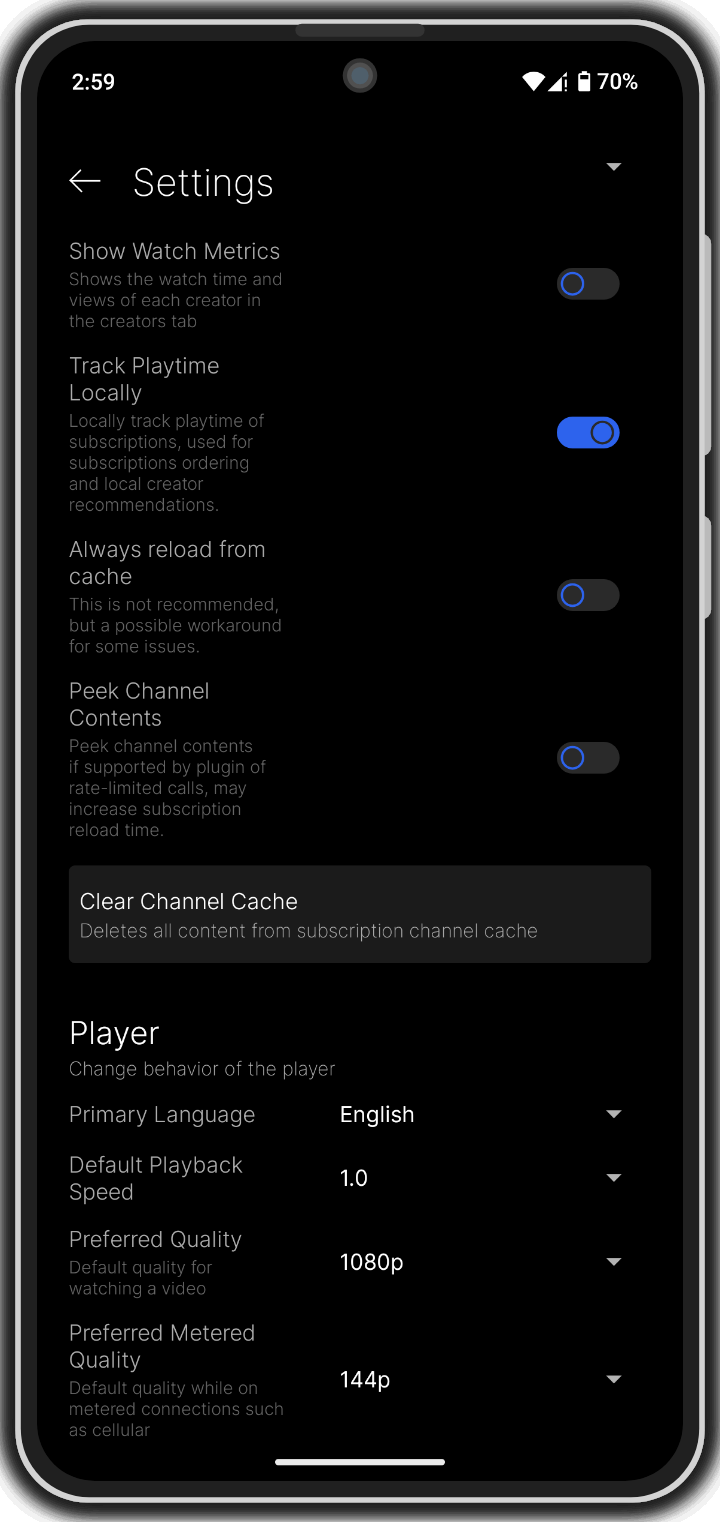 2:59
70%
Settings
Show Watch Metrics
Shows the watch time and
views of each creator in
the creators tab
Track Playtime
Locally
Locally track playtime of
subscriptions, used for
subscriptions ordering
and local creator
recommendations.
Always reload from
cache
This is not recommended,
but a possible workaround
for some issues.
Peek Channel
Contents
Peek channel contents
if supported by plugin of
rate-limited calls, may
increase subscription
reload time.
Clear Channel Cache
Deletes all content from subscription channel cache
Player
Change behavior of the player
Primary Language
English
Default Playback
Speed
1.0
Preferred Quality
Default quality for
watching a video
1080p
Preferred Metered
Quality
Default quality while on
metered connections such
as cellular
144p